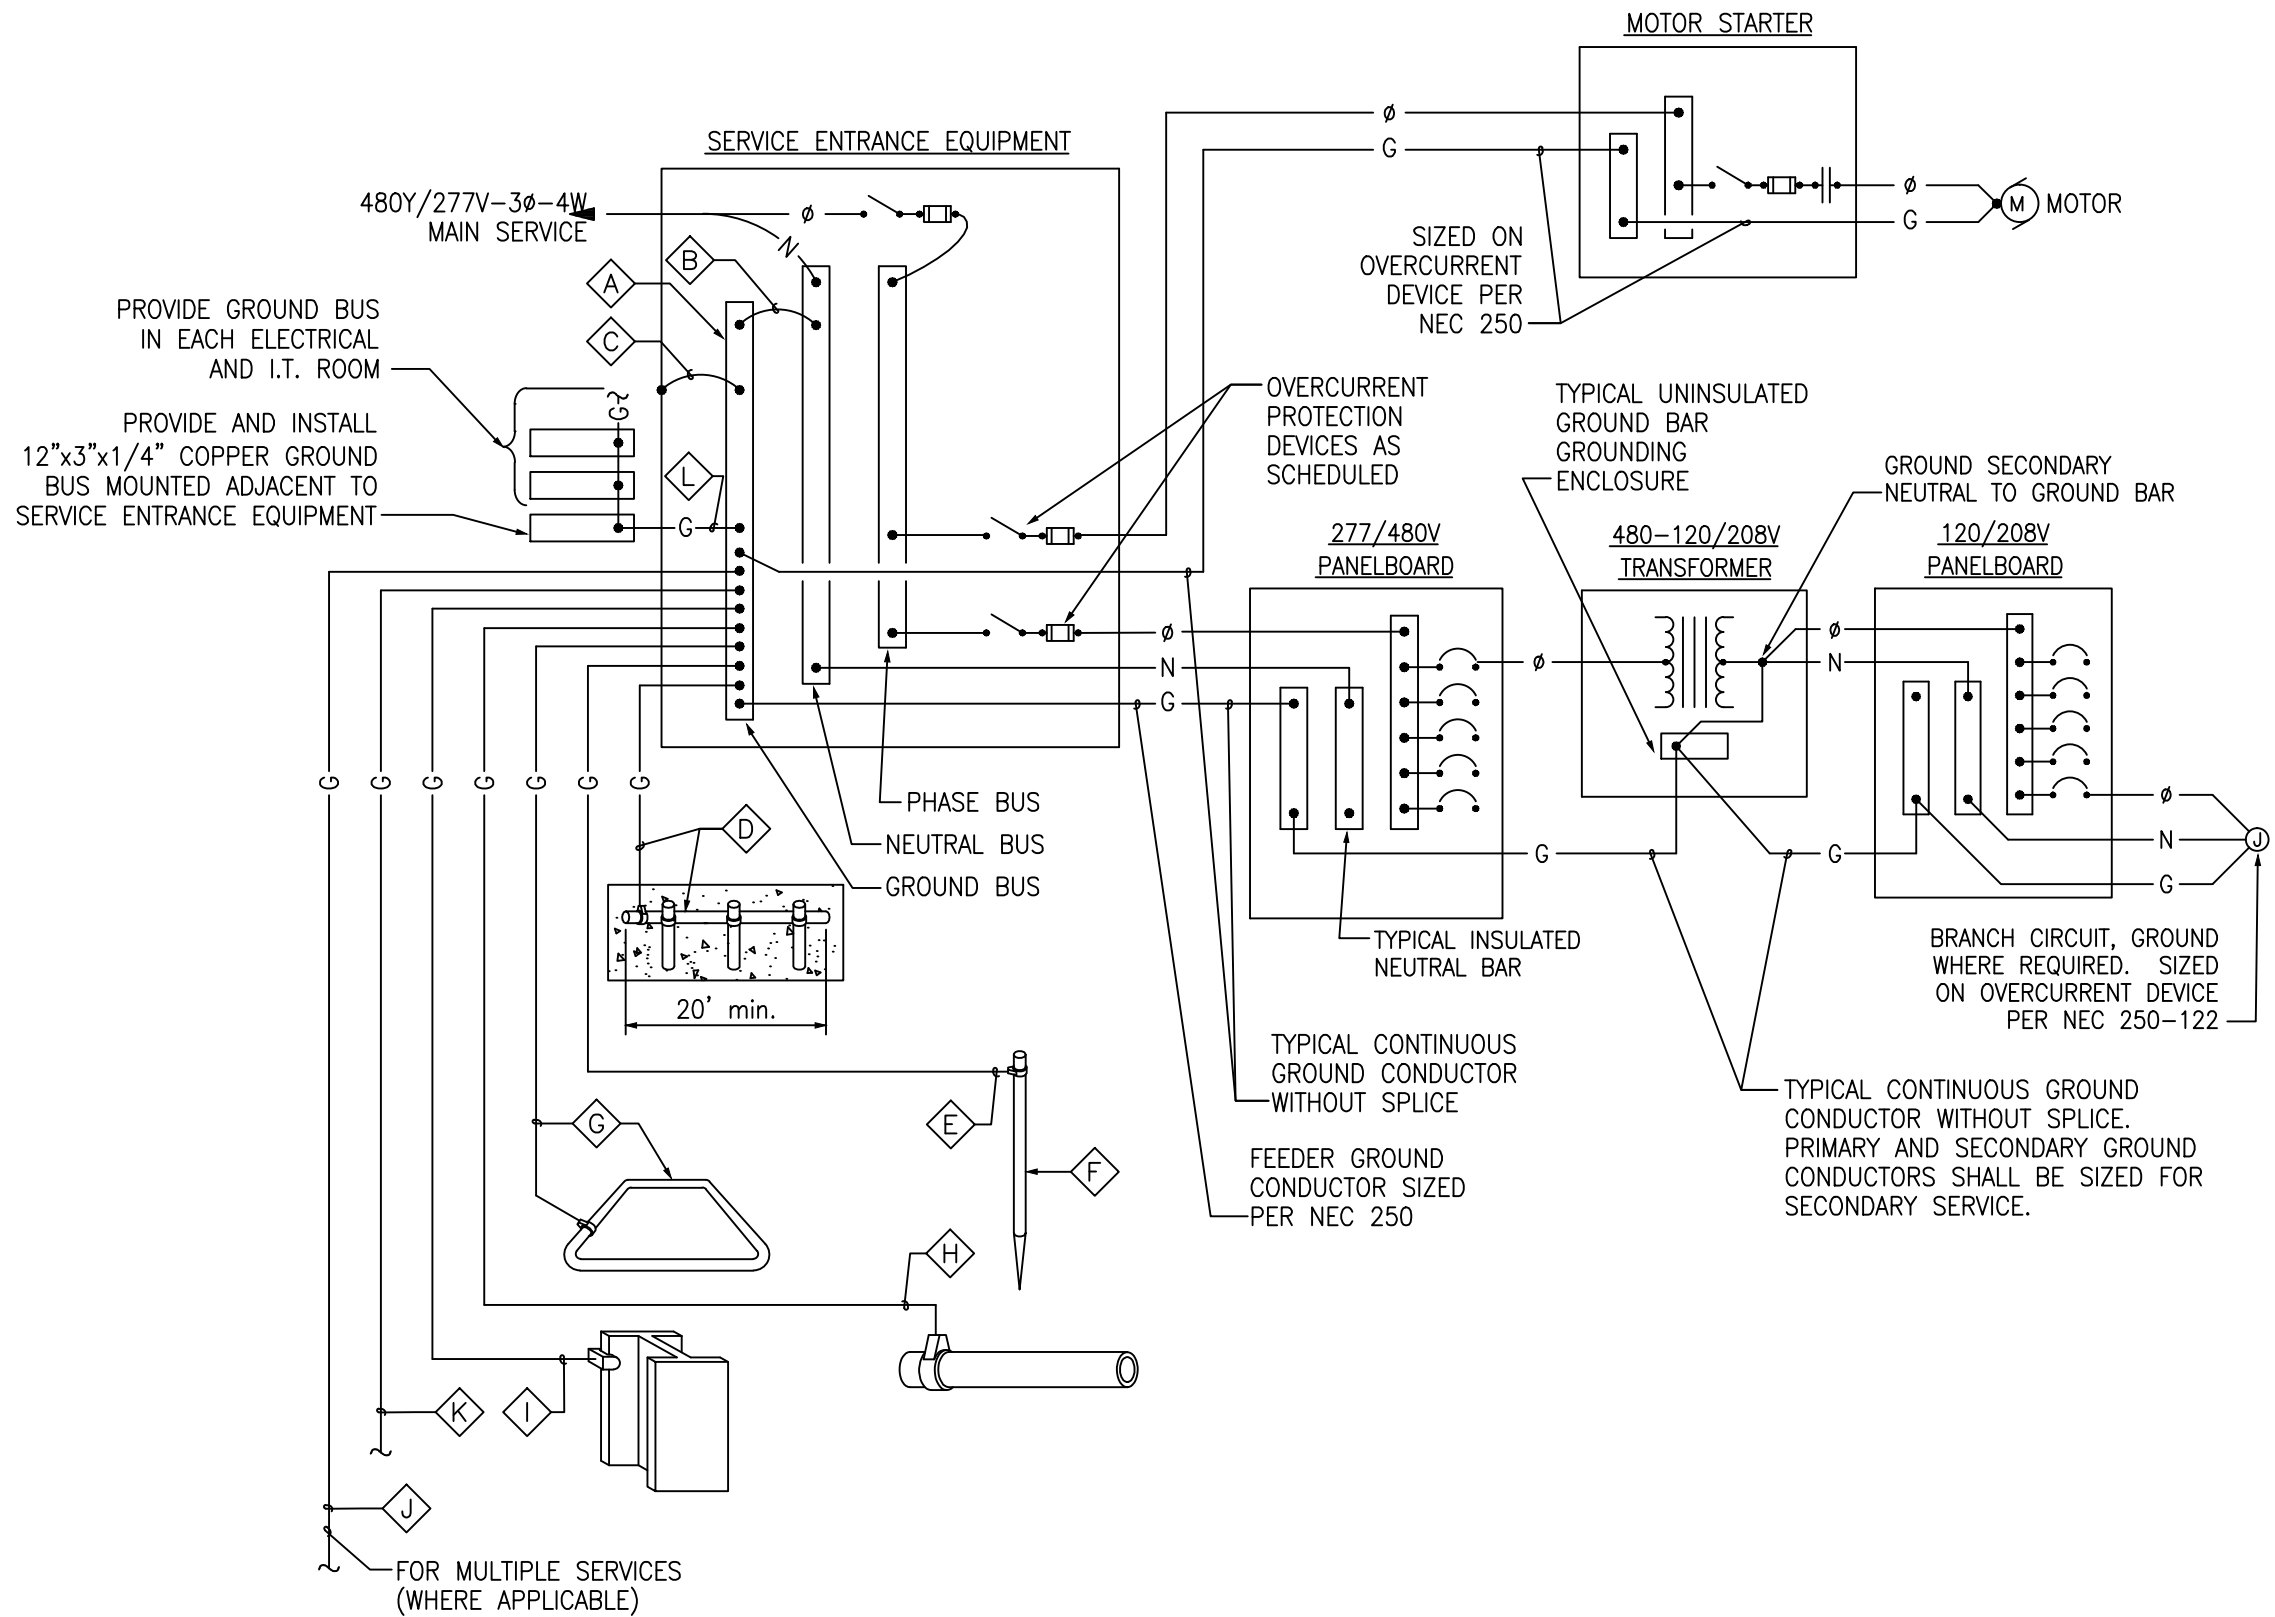 MOTOR STARTER
SERVICE ENTRANCE EQUIPMENT
480Y/277V-3ø-4W
MAIN SERVICE
ø
N
ø
G
ø
G
M
MOTOR
SIZED ON
OVERCURRENT
DEVICE PER
NEC 250
A
B
C
L
PROVIDE GROUND BUS
IN EACH ELECTRICAL
AND I.T. ROOM
PROVIDE AND INSTALL
12"x3"x1/4" COPPER GROUND
BUS MOUNTED ADJACENT TO
SERVICE ENTRANCE EQUIPMENT
G
G
OVERCURRENT
PROTECTION
DEVICES AS
SCHEDULED
TYPICAL UNINSULATED
GROUND BAR
GROUNDING
ENCLOSURE
GROUND SECONDARY
NEUTRAL TO GROUND BAR
277/480V
PANELBOARD
480-120/208V
TRANSFORMER
120/208V
PANELBOARD
ø
N
G
ø
G
ø
N
G
ø
N
G
J
G
G
G
G
G
G
G
PHASE BUS
NEUTRAL BUS
GROUND BUS
D
20' min.
TYPICAL INSULATED
NEUTRAL BAR
BRANCH CIRCUIT, GROUND
WHERE REQUIRED. SIZED
ON OVERCURRENT DEVICE
PER NEC 250-122
TYPICAL CONTINUOUS
GROUND CONDUCTOR
WITHOUT SPLICE
TYPICAL CONTINUOUS GROUND
CONDUCTOR WITHOUT SPLICE.
PRIMARY AND SECONDARY GROUND
CONDUCTORS SHALL BE SIZED FOR
SECONDARY SERVICE.
FEEDER GROUND
CONDUCTOR SIZED
PER NEC 250
E
F
G
H
K
I
J
FOR MULTIPLE SERVICES
(WHERE APPLICABLE)